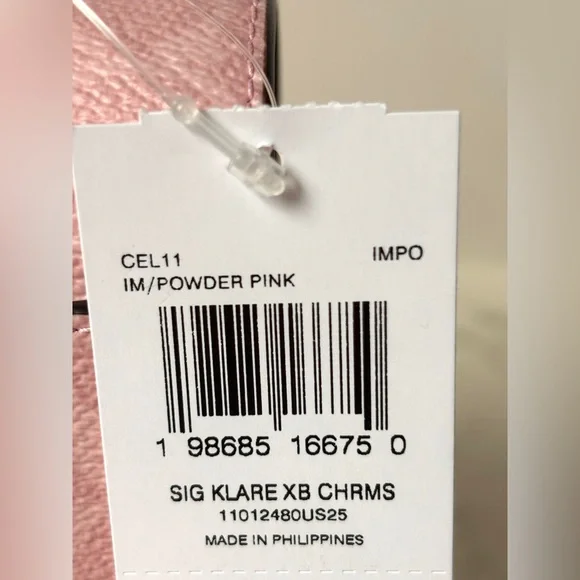 CEL11 IMPO
IM/POWDER PINK
1 98685 16675 0
SIG KLARE XB CHRMS
11012480US25
MADE IN PHILIPPINES